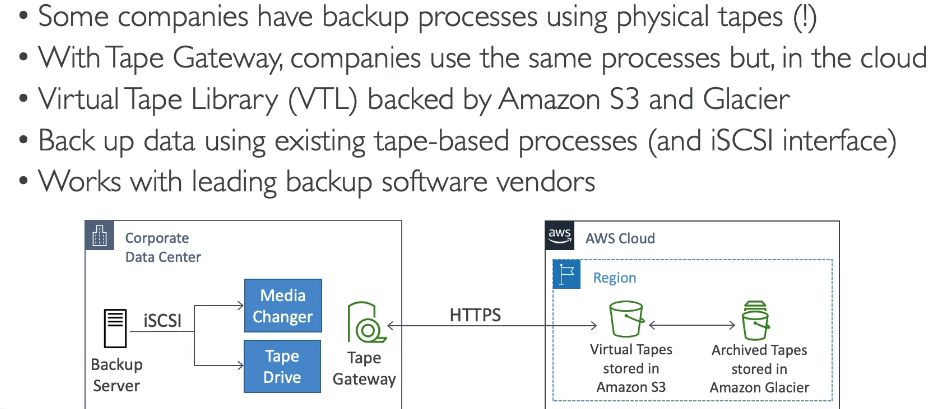 • Some companies have backup processes using physical tapes (!)
• With Tape Gateway, companies use the same processes but, in the cloud
• Virtual Tape Library (VTL) backed by Amazon S3 and Glacier
• Back up data using existing tape-based processes (and iSCSI interface)
• Works with leading backup software vendors
Corporate
Data Center
Backup
Server
iSCSI
Media
Changer
Tape
Drive
Tape
Gateway
HTTPS
aws
AWS Cloud
Region
Virtual Tapes
stored in
Amazon S3
Archived Tapes
stored in
Amazon Glacier